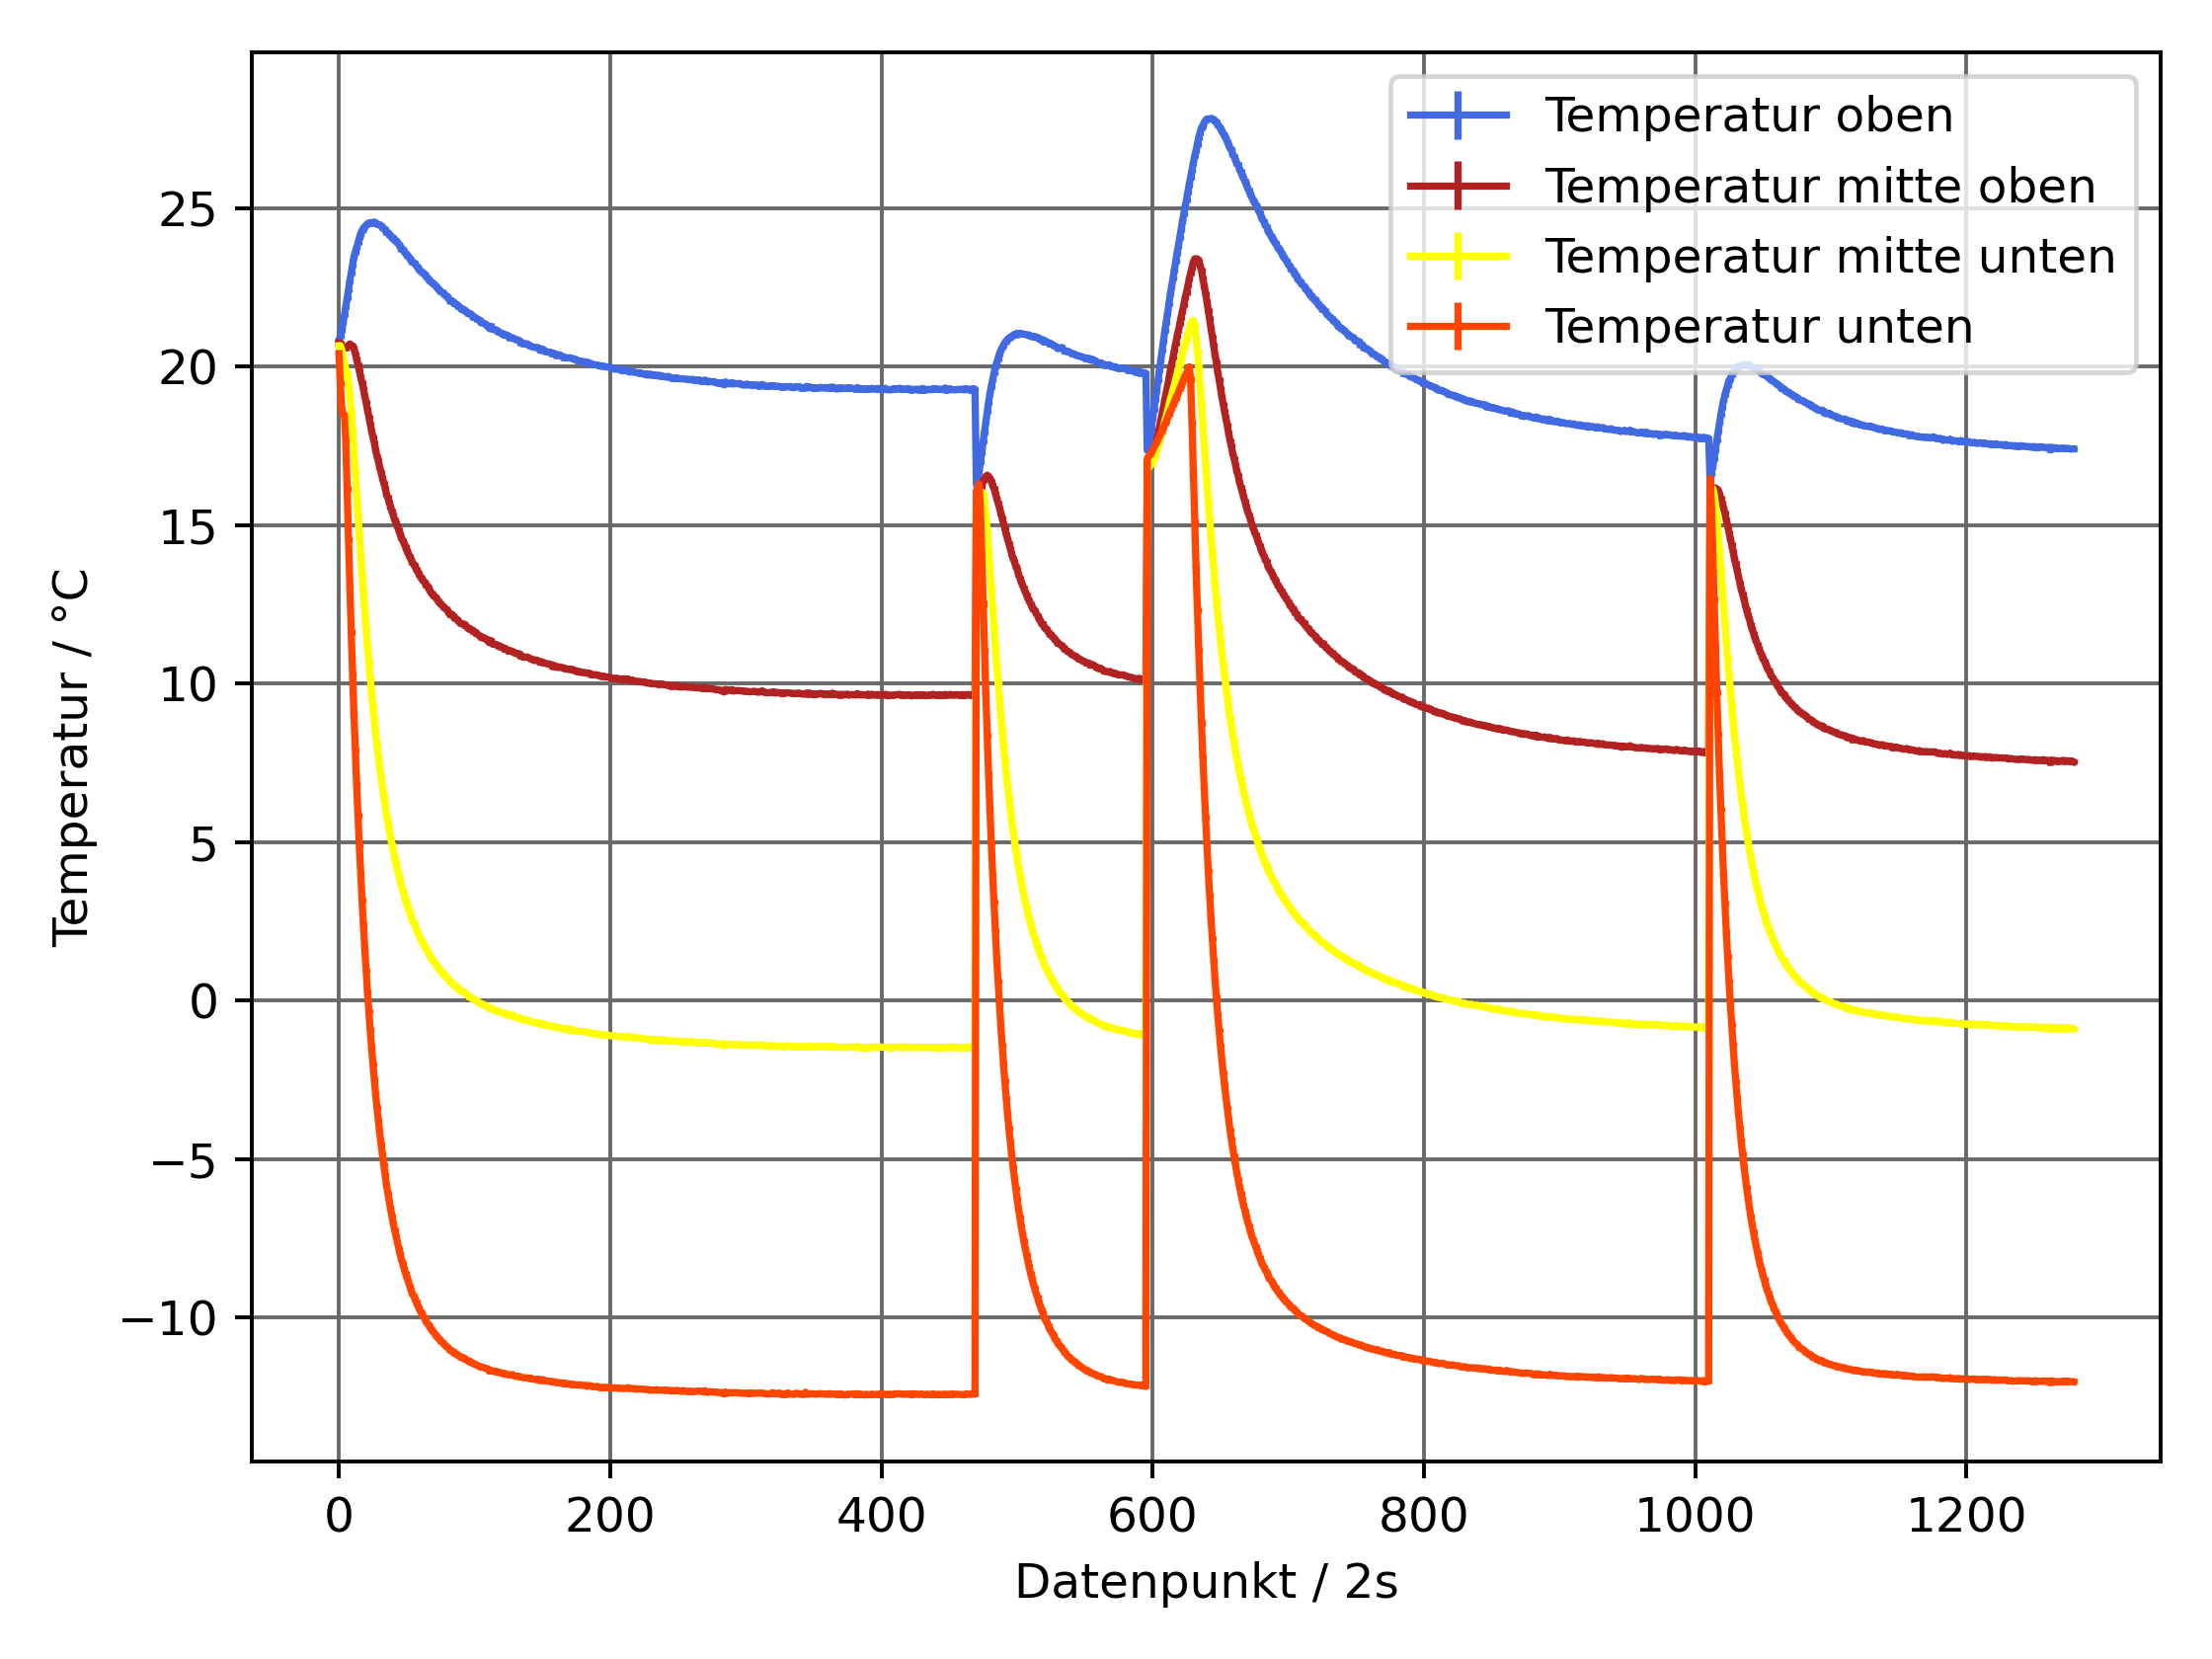 Temperatur oben
Temperatur mitte oben
Temperatur mitte unten
Temperatur unten
Temperatur / °C
25
20
15
10
5
0
−5
−10
0 200 400 600 800 1000 1200
Datenpunkt / 2s